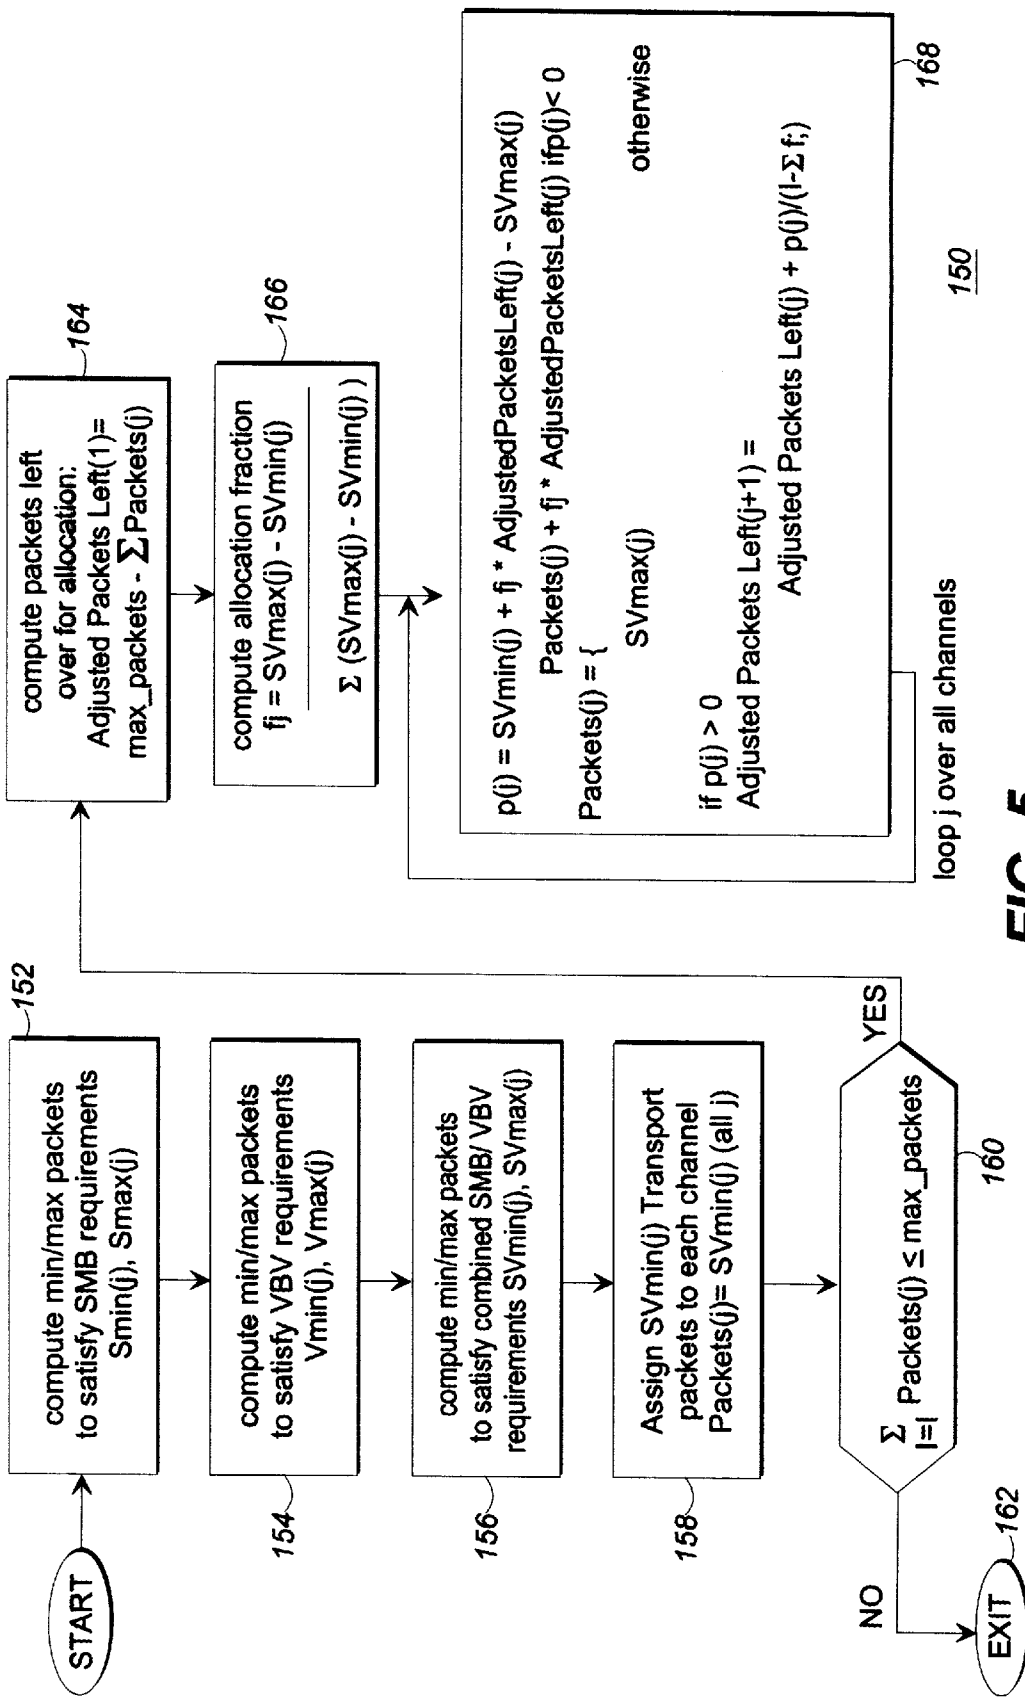 START
152
compute min/max packets
to satisfy SMB requirements
Smin(j), Smax(j)
154
compute min/max packets
to satisfy VBV requirements
Vmin(j), Vmax(j)
156
compute min/max packets
to satisfy combined SMB/ VBV
requirements SVmin(j), SVmax(j)
158
Assign SVmin(j) Transport
packets to each channel
Packets(j)= SVmin(j) (all j)
Σ Packets(j) ≤ max_packets
l=l
160
NO
YES
EXIT
162
164
compute packets left
over for allocation:
Adjusted Packets Left(1)=
max_packets - Σ Packets(j)
166
compute allocation fraction
fj = SVmax(j) - SVmin(j)
Σ (SVmax(j) - SVmin(j) )
p(j) = SVmin(j) + fj * AdjustedPacketsLeft(j) - SVmax(j)
Packets(j) + fj * AdjustedPacketsLeft(j) ifp(j)< 0
Packets(j) = {
SVmax(j) otherwise
if p(j) > 0
Adjusted Packets Left(j+1) =
Adjusted Packets Left(j) + p(j)/(l-Σ f;)
168
loop j over all channels
150
FIG. 5